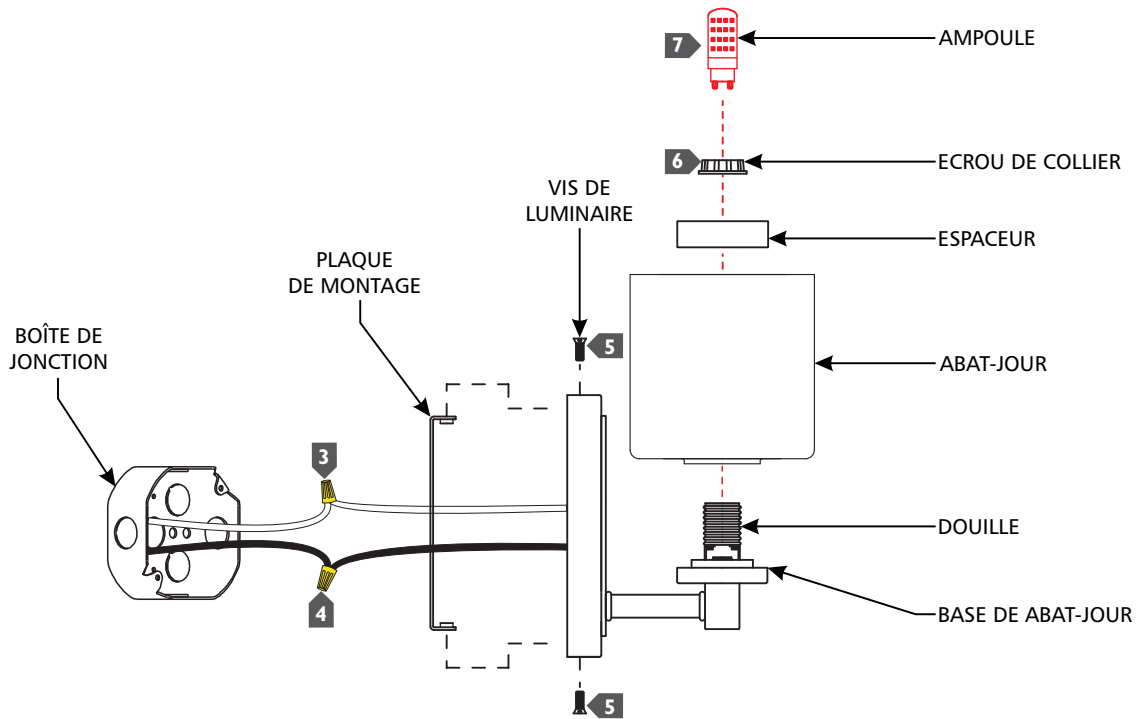 7
AMPOULE
6
ECROU DE COLLIER
VIS DE
LUMINAIRE
ESPACEUR
PLAQUE
DE MONTAGE
BOÎTE DE
JONCTION
5
ABAT-JOUR
3
DOUILLE
4
BASE DE ABAT-JOUR
5